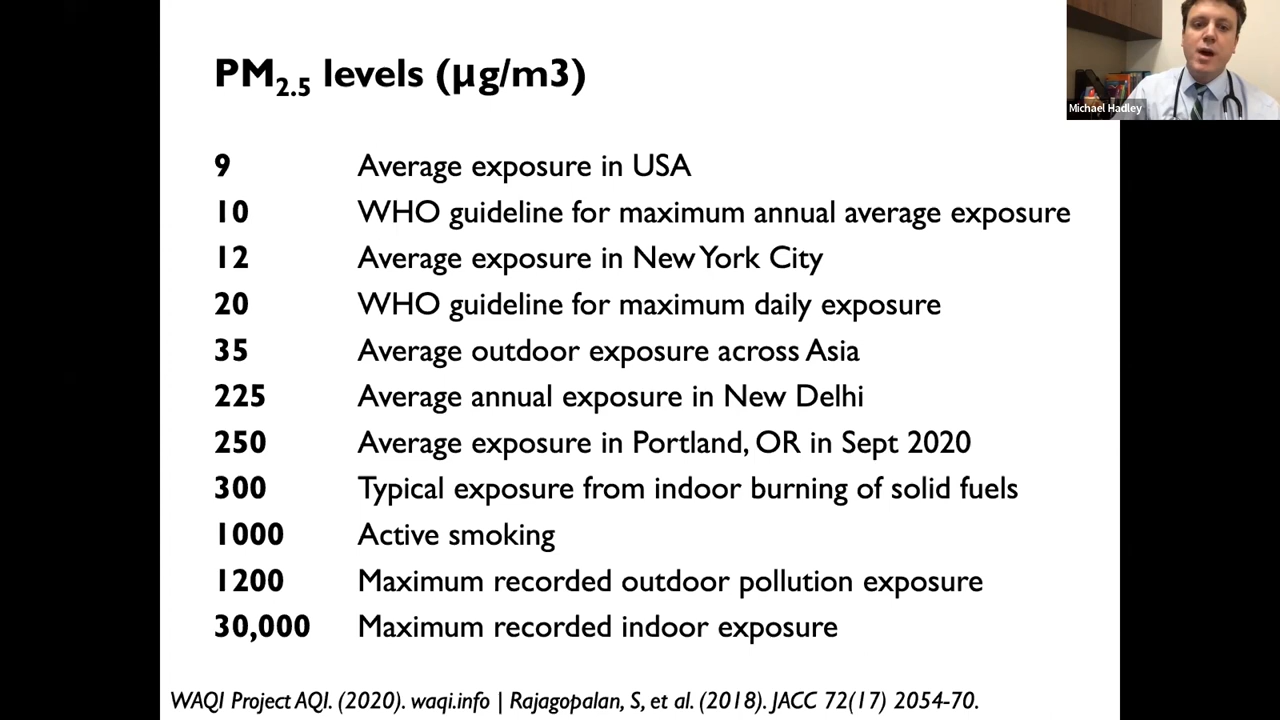 PM2.5 levels (μg/m3)
Michael Hadley
9 Average exposure in USA
10 WHO guideline for maximum annual average exposure
12 Average exposure in New York City
20 WHO guideline for maximum daily exposure
35 Average outdoor exposure across Asia
225 Average annual exposure in New Delhi
250 Average exposure in Portland, OR in Sept 2020
300 Typical exposure from indoor burning of solid fuels
1000 Active smoking
1200 Maximum recorded outdoor pollution exposure
30,000 Maximum recorded indoor exposure
WAQI Project AQI. (2020). waqi.info | Rajagopalan, S, et al. (2018). JACC 72(17) 2054-70.